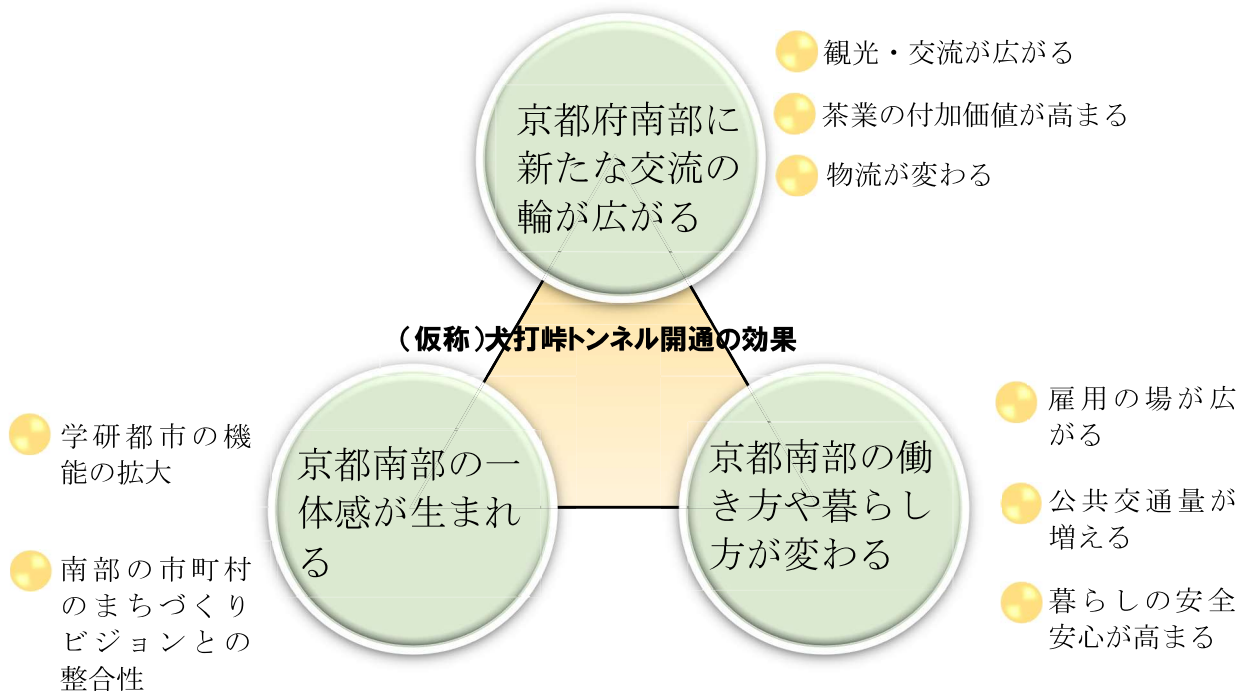 京都府南部に
新たな交流の
輪が広がる
観光・交流が広がる
茶業の付加価値が高まる
物流が変わる
（仮称）犬打峠トンネル開通の効果
学研都市の機
能の拡大
南部の市町村
のまちづくり
ビジョンとの
整合性
京都南部の一
体感が生まれ
る
京都南部の働
き方や暮らし
方が変わる
雇用の場が広
がる
公共交通量が
増える
暮らしの安全
安心が高まる